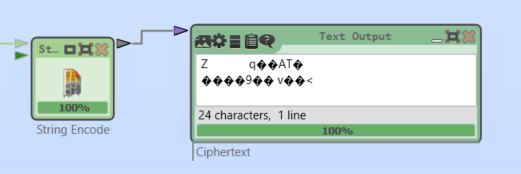 St...
Text Output
Z q��AT�
����9�� v��<
100%
24 characters, 1 line
100%
String Encode
Ciphertext